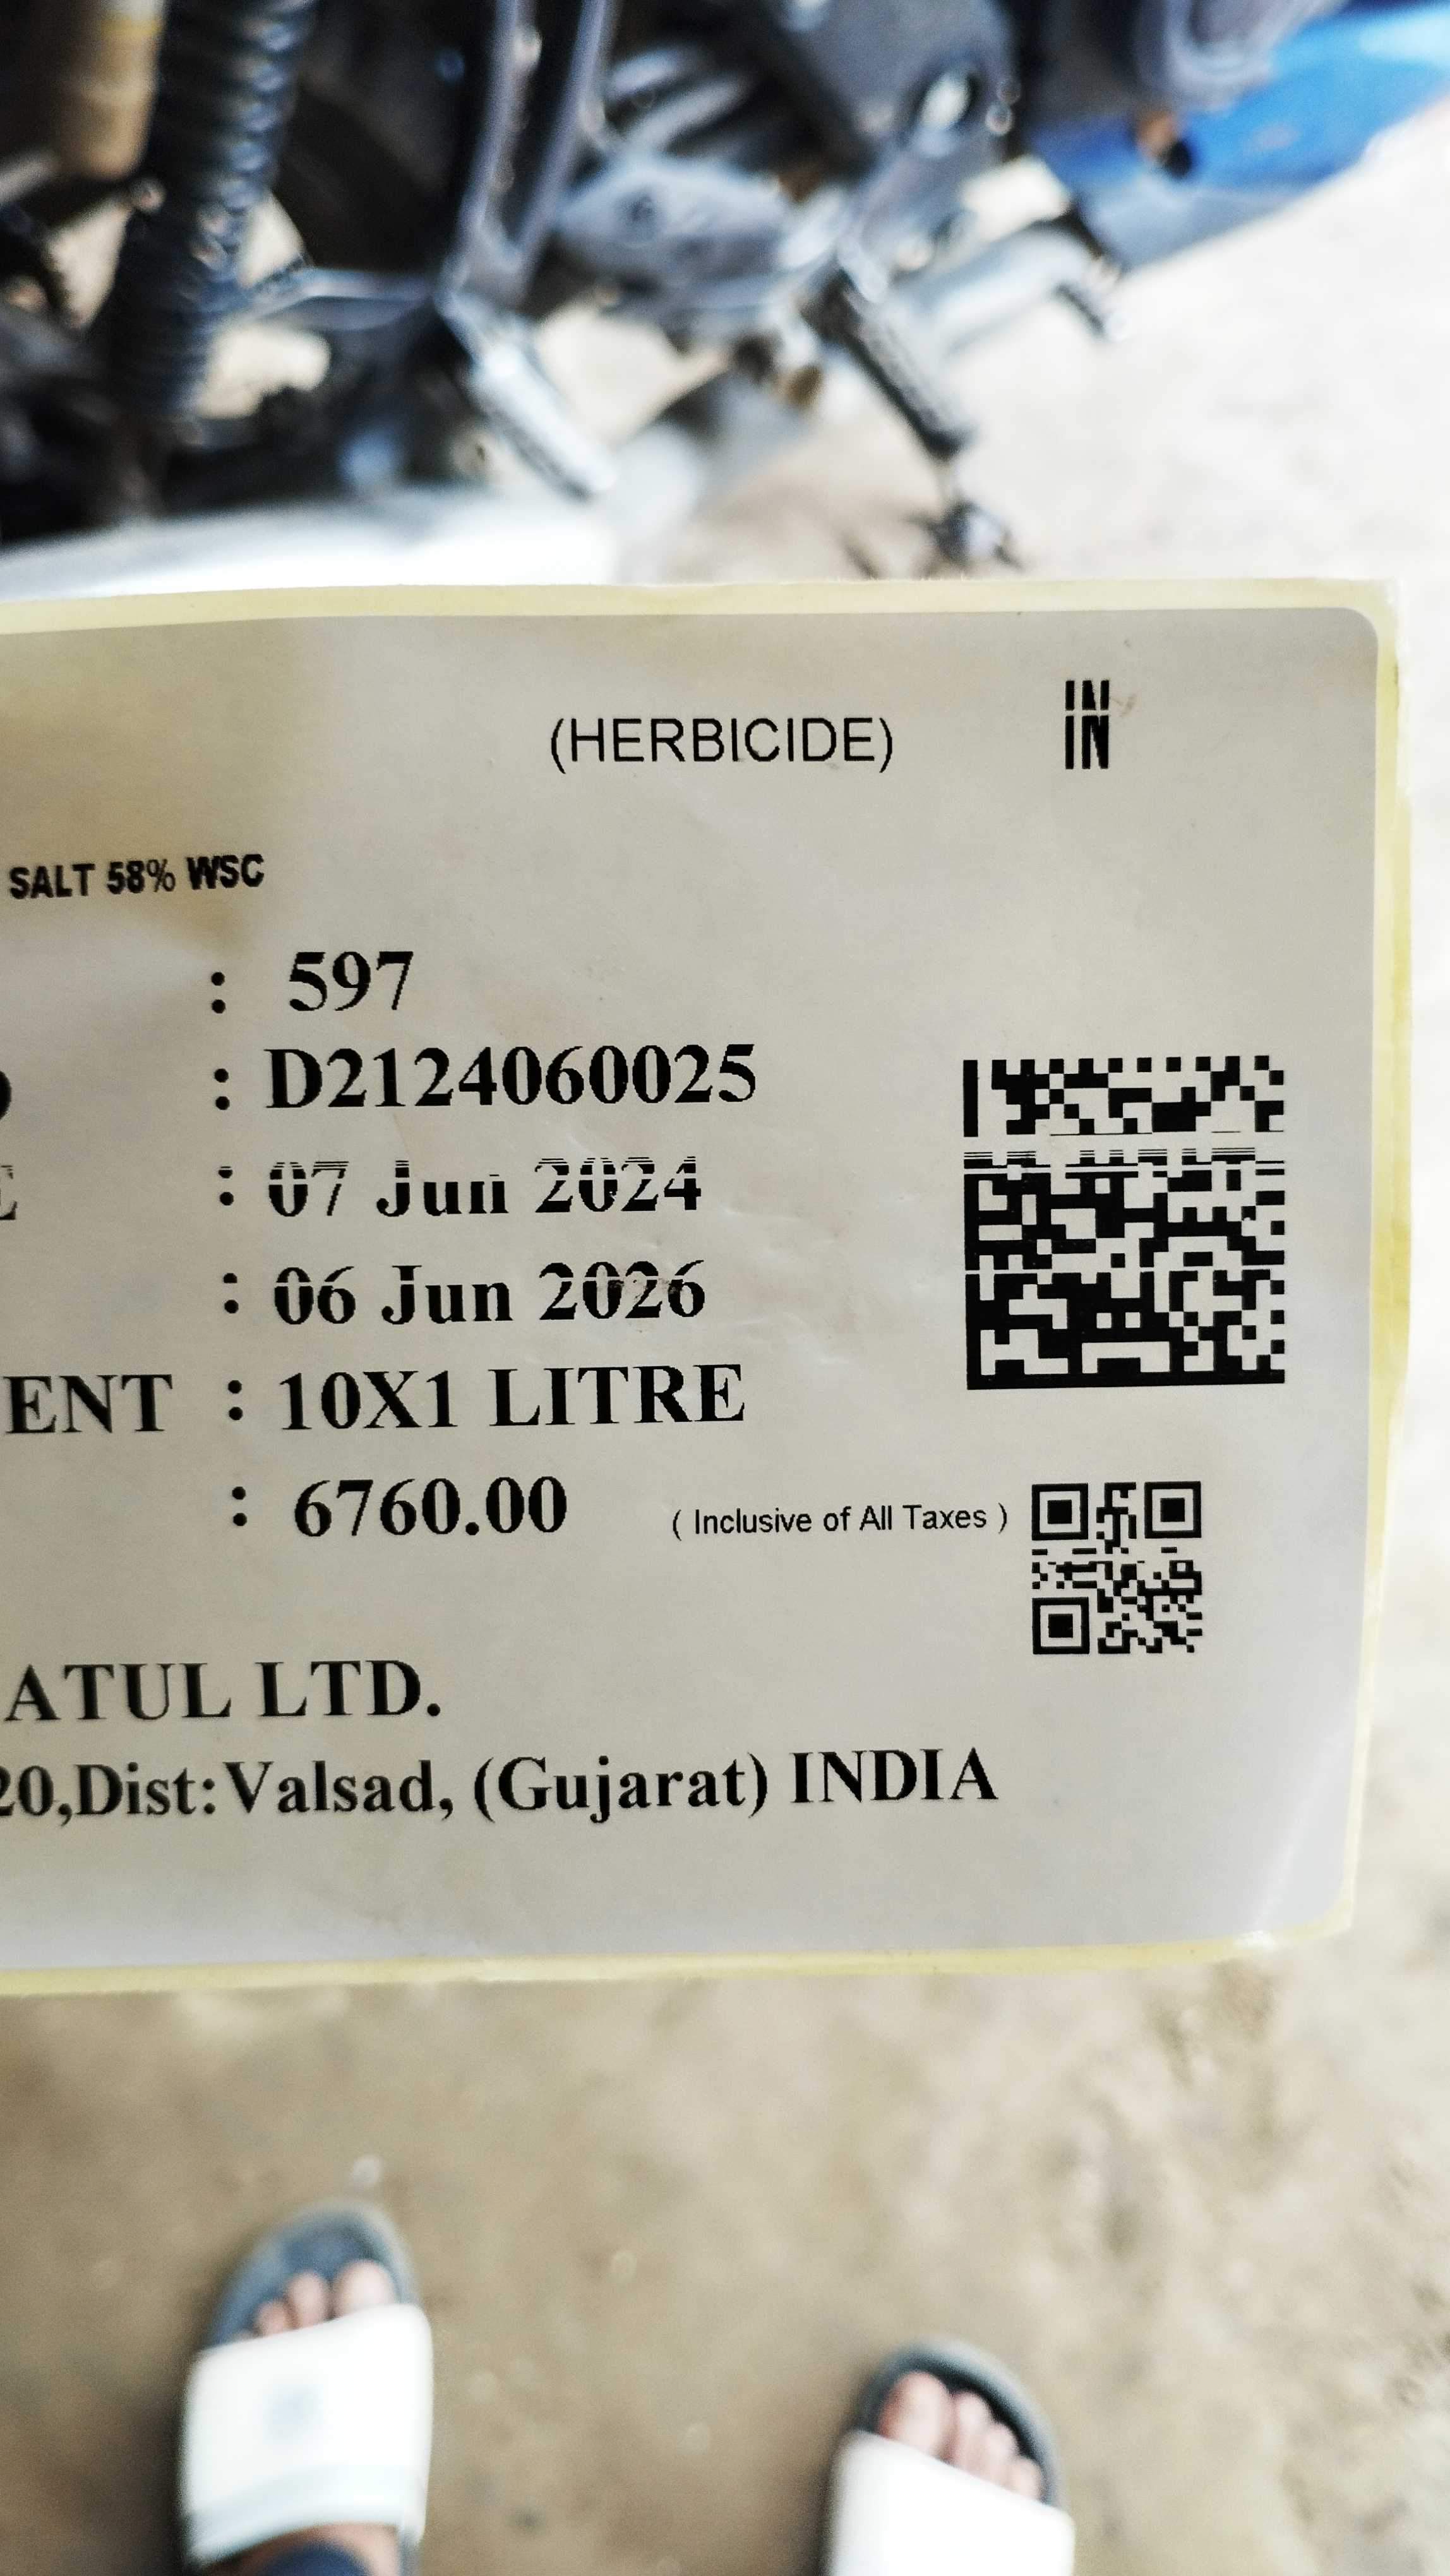 (HERBICIDE) IN
SALT 58% WSC
: 597
: D2124060025
: 07 Jun 2024
: 06 Jun 2026
ENT : 10X1 LITRE
: 6760.00 ( Inclusive of All Taxes )
ATUL LTD.
20,Dist:Valsad, (Gujarat) INDIA